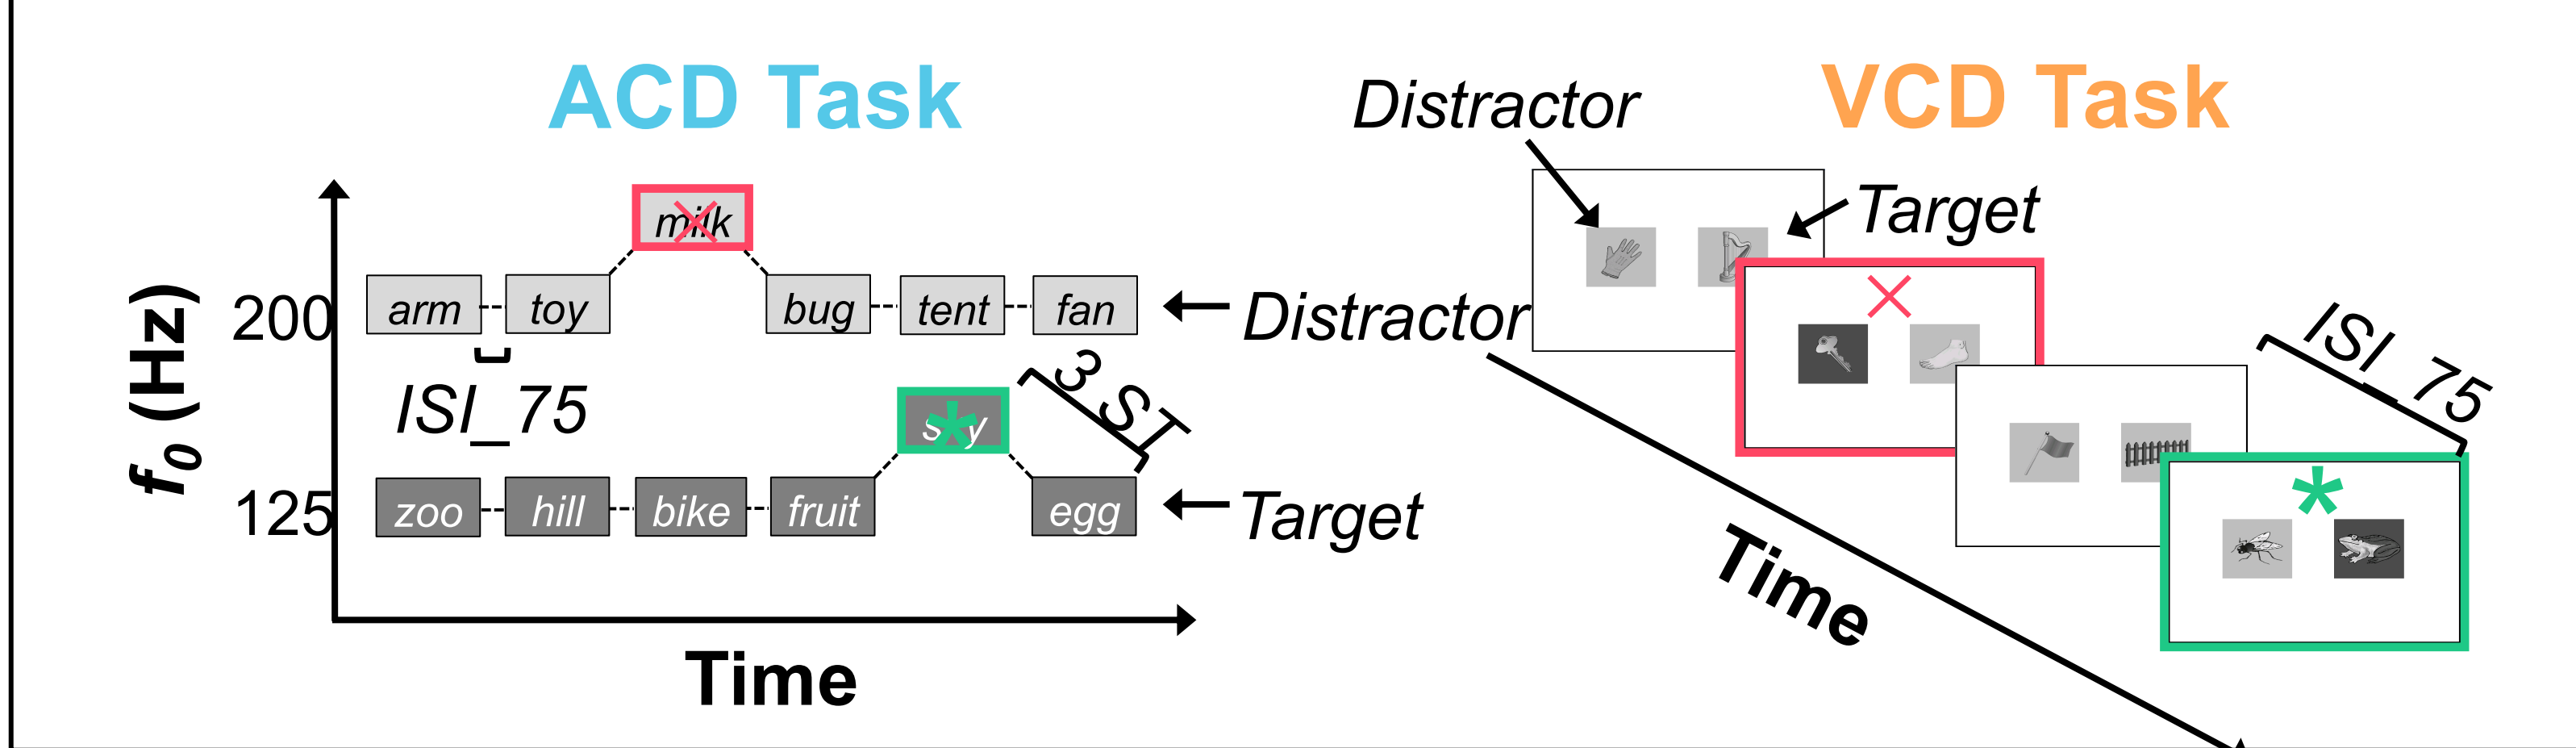 ACD Task
f0 (Hz)
200
125
milk
arm toy bug tent fan
Distractor
ISI_75
3 ST
zoo hill bike fruit egg
Target
Time
VCD Task
Distractor
Target
ISI_75
Time